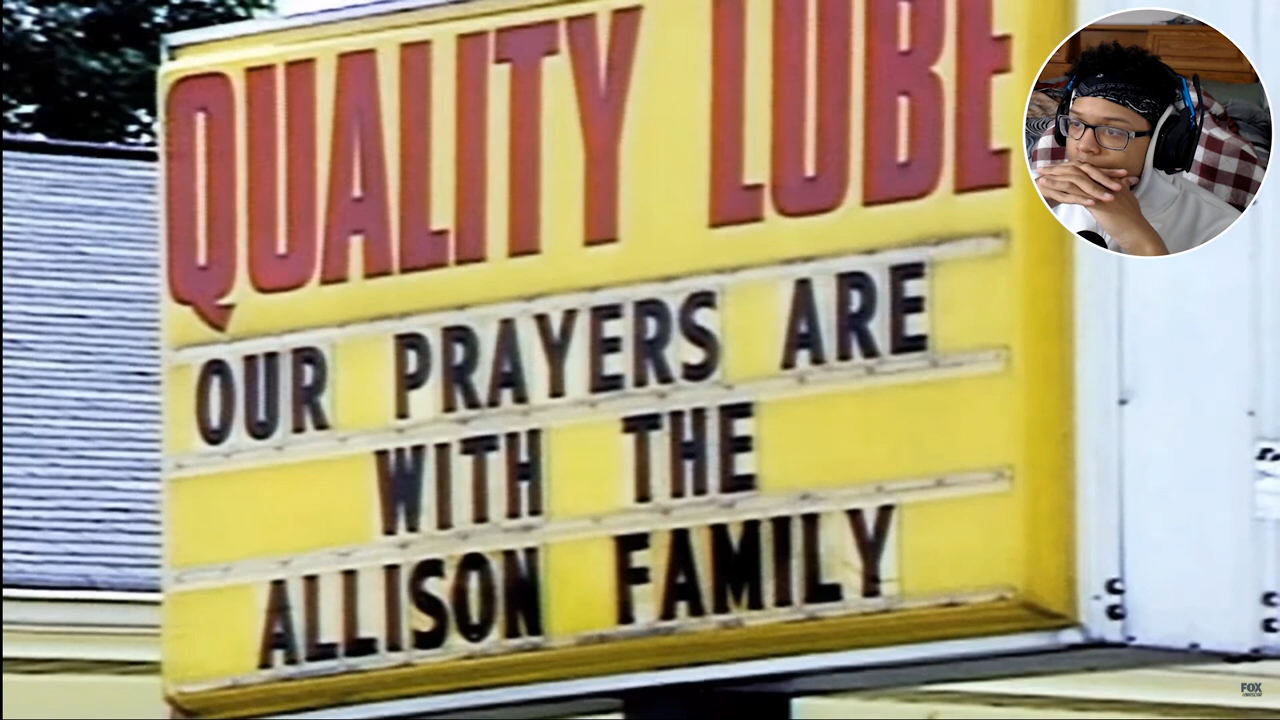 QUALITY LUBE
OUR PRAYERS ARE
WITH THE
ALLISON FAMILY
FOX